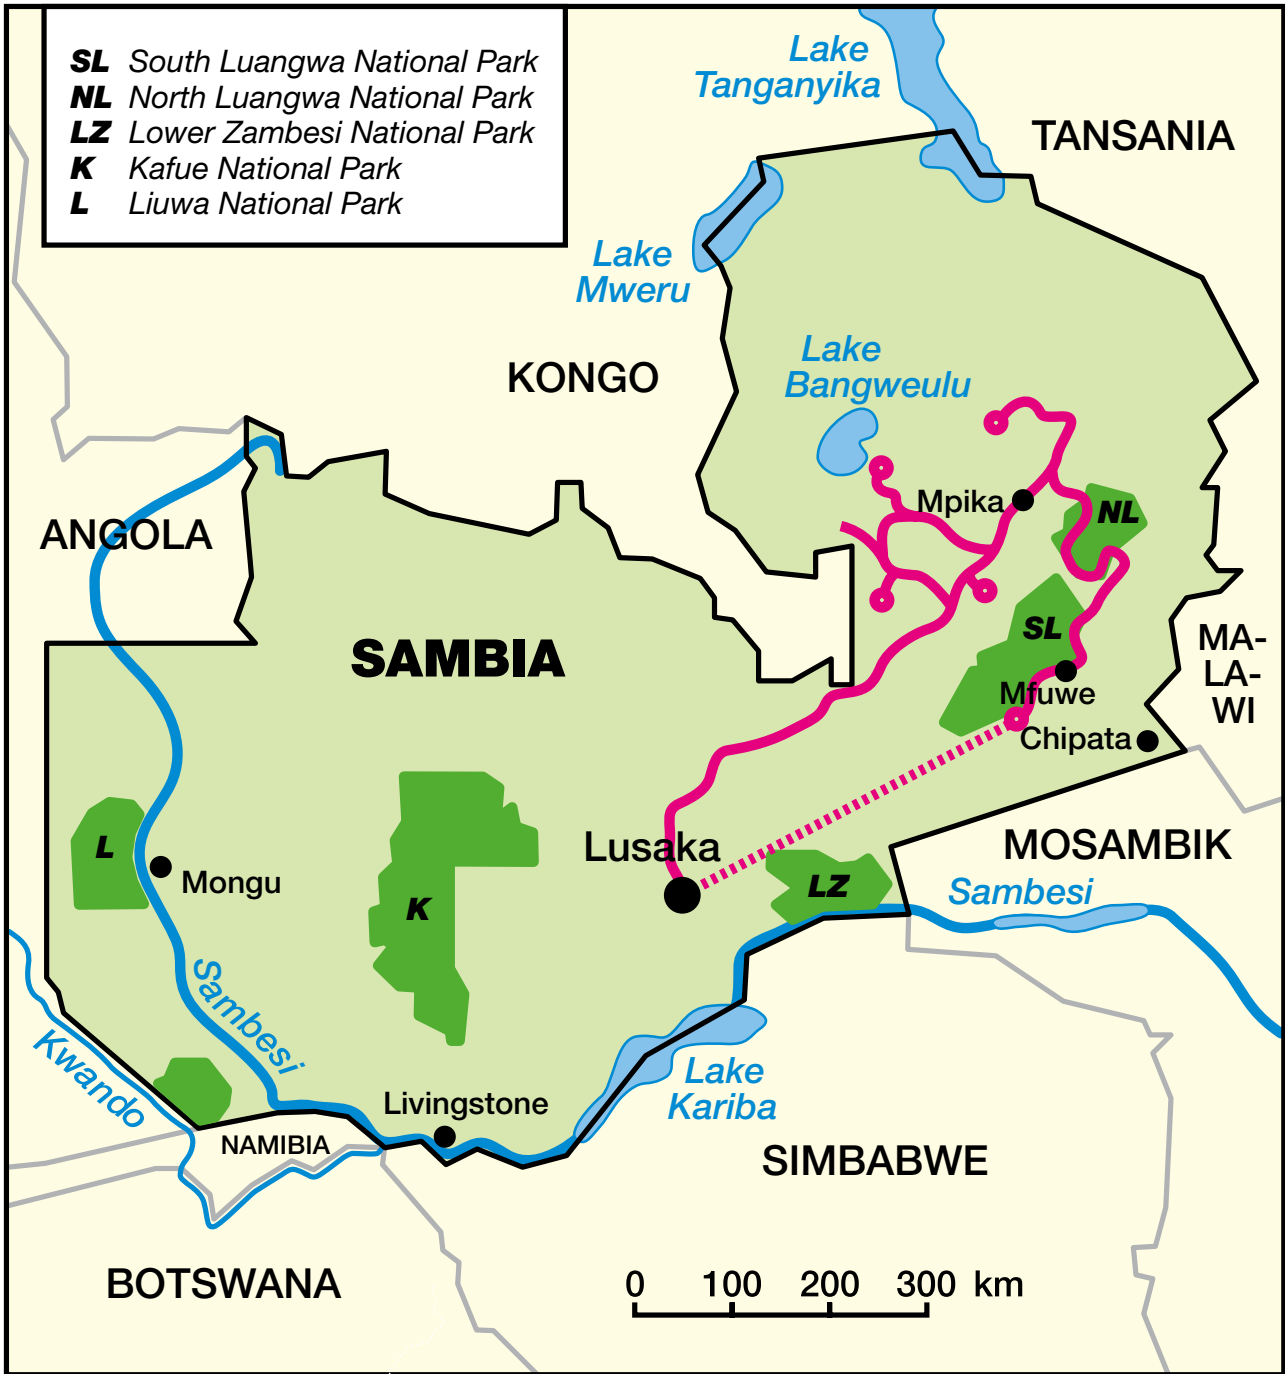 SL South Luangwa National Park
NL North Luangwa National Park
LZ Lower Zambesi National Park
K Kafue National Park
L Liuwa National Park
Lake
Tanganyika
TANSANIA
Lake
Mweru
KONGO
Lake
Bangweulu
Mpika
NL
ANGOLA
SL
SAMBIA
MA-
LA-
WI
Mfuwe
Chipata
Lusaka
MOSAMBIK
L
Mongu
K
LZ
Sambesi
Sambesi
Kwando
Lake
Kariba
Livingstone
NAMIBIA
SIMBABWE
BOTSWANA
0 100 200 300 km